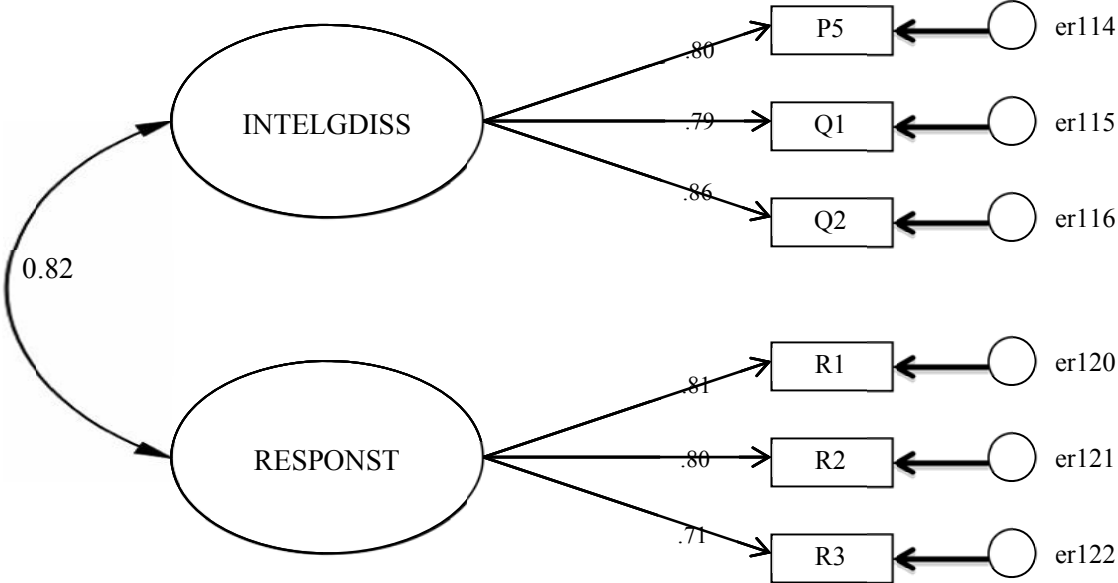 P5
er114
.80
INTELGDISS
.79
Q1
er115
.86
Q2
er116
0.82
R1
er120
.81
RESPONST
.80
R2
er121
.71
R3
er122